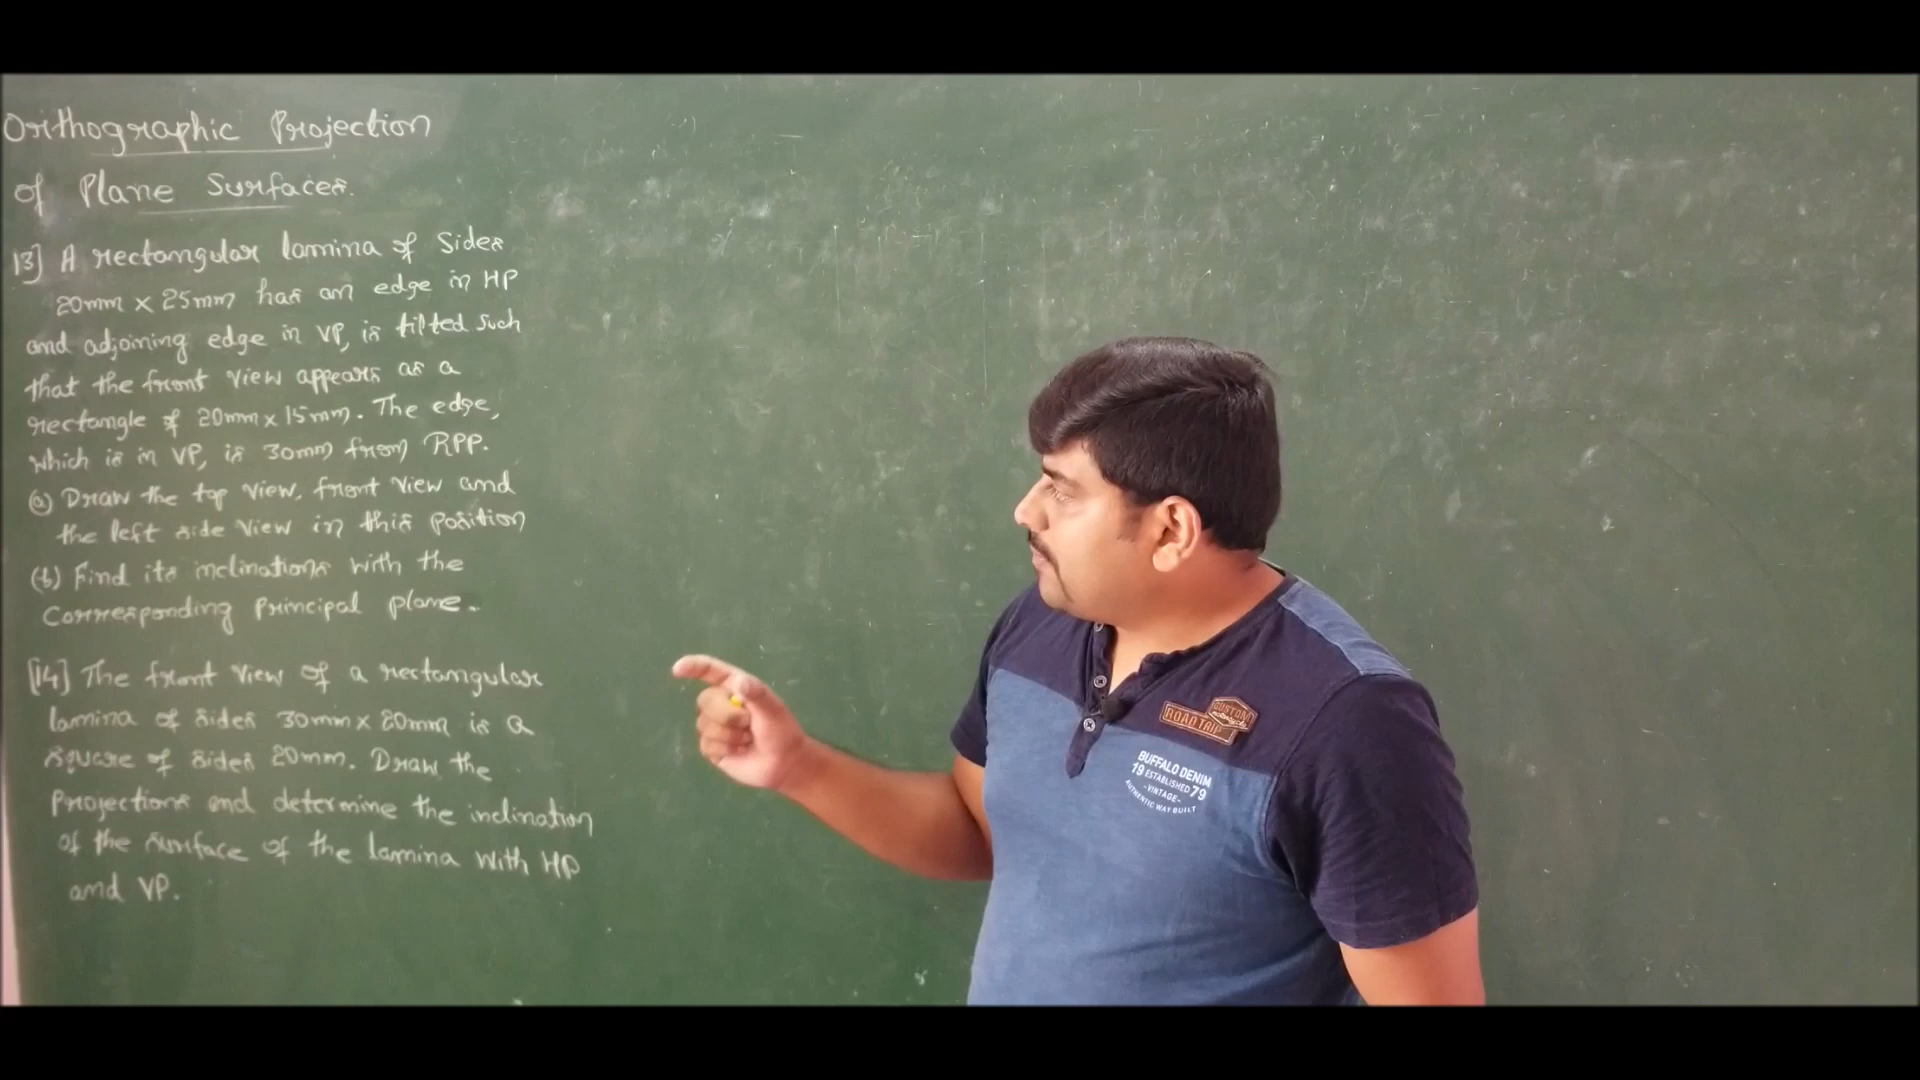 Orthographic Projection
of Plane Surfaces.
13] A rectangular lamina of Sides
20mm x 25mm has an edge in HP
and adjoining edge in VP, is tilted such
that the front view appears as a
rectangle of 20mm x 15mm. The edge,
which is in VP, is 30mm from RPP.
(a) Draw the top view, front view and
the left side view in this position
(b) Find its inclinations with the
Corresponding Principal plane.
[14] The front view of a rectangular
lamina of sides 30mm x 20mm is a
square of sides 20mm. Draw the
Projections and determine the inclination
of the surface of the lamina with HP
and VP.
CUSTOM
motorcycle
ROAD TRIP
BUFFALO DENIM
19 ESTABLISHED 79
-VINTAGE-
AUTHENTIC WAY BUILT